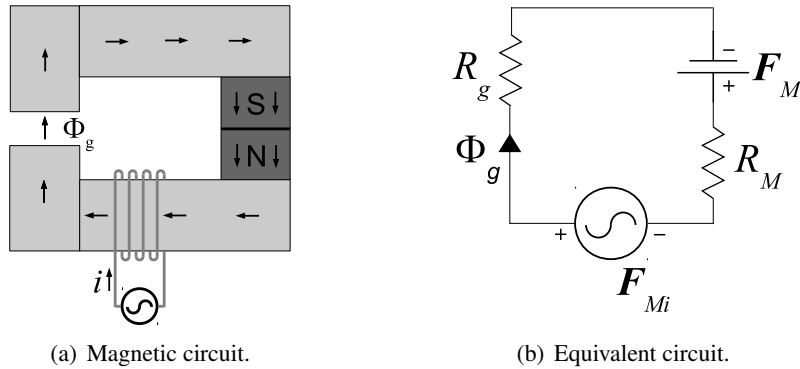 S
N
Φg
i
Rg
−
FM
+
Φg
RM
+
−
FMi
(a) Magnetic circuit.
(b) Equivalent circuit.